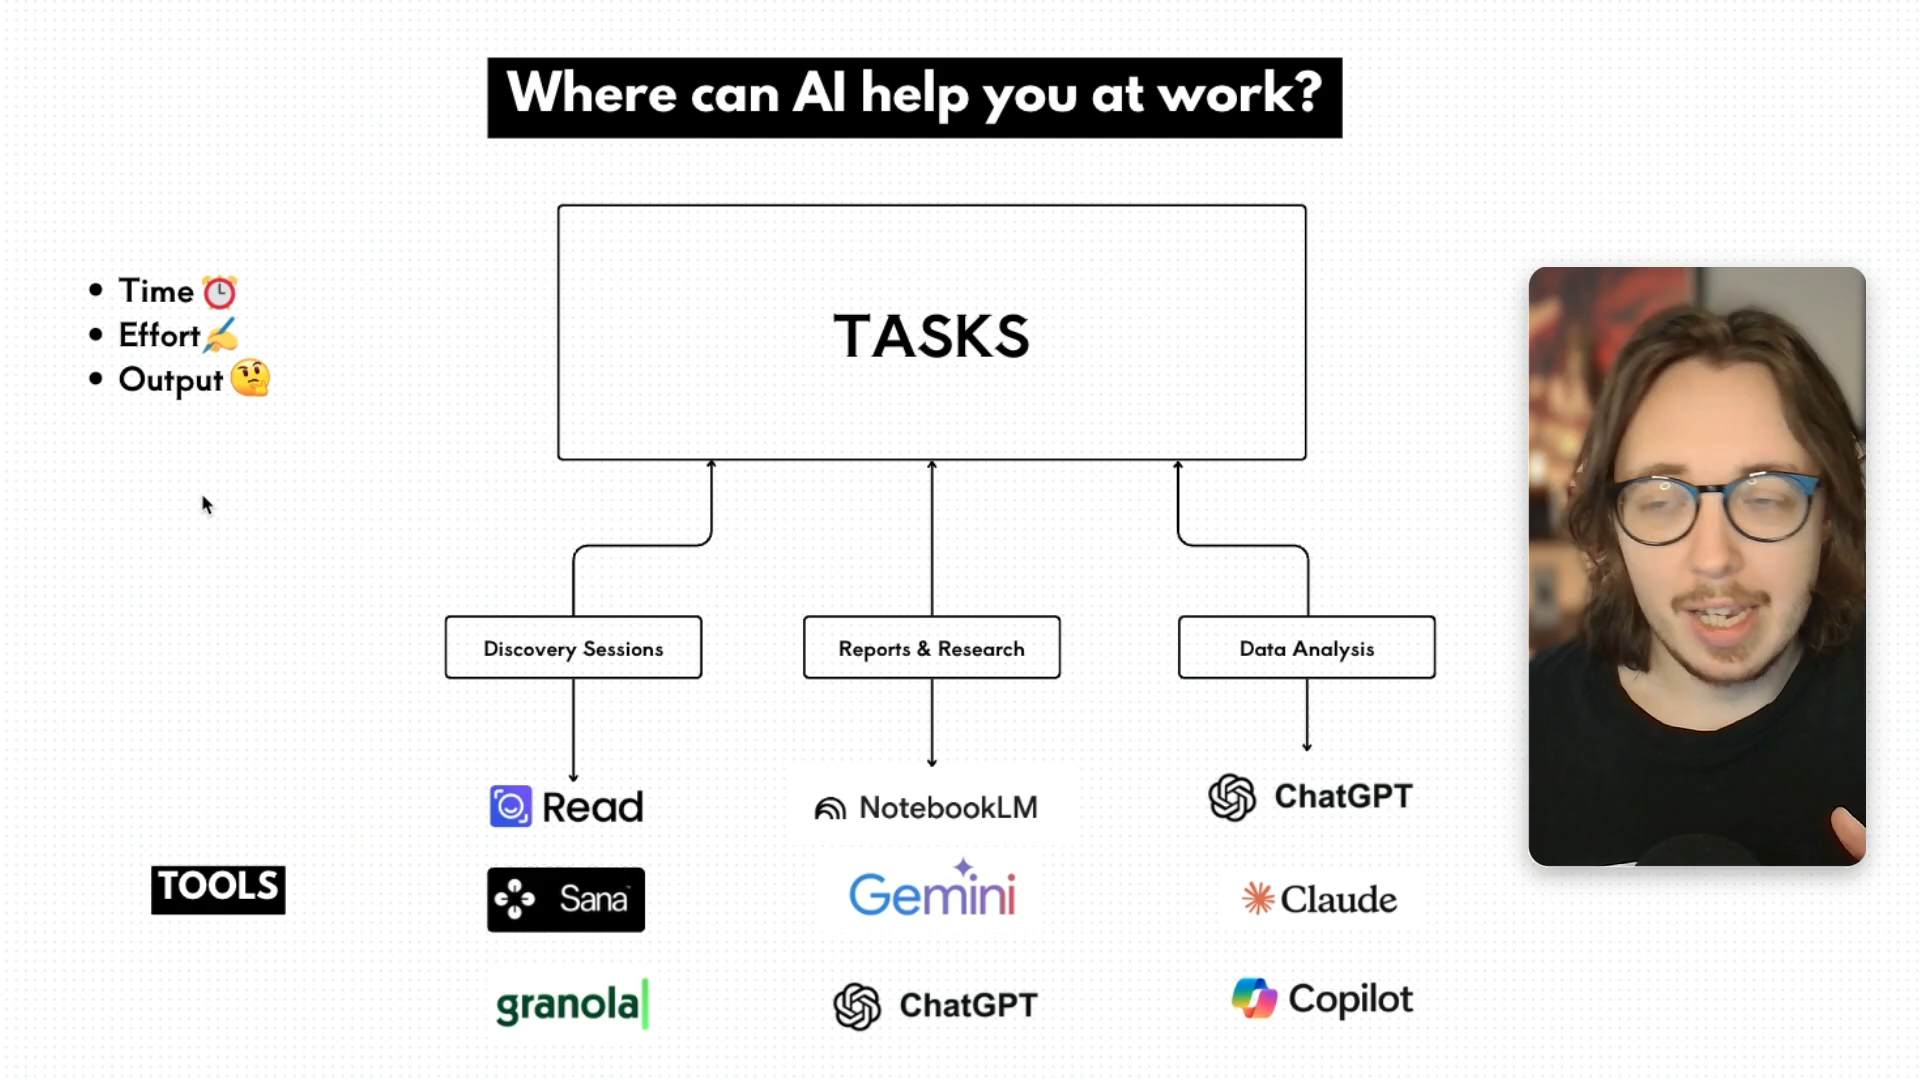 Where can AI help you at work?
Time
Effort
Output
TASKS
Discovery Sessions
Reports & Research
Data Analysis
TOOLS
Read
NotebookLM
ChatGPT
Sana
Gemini
Claude
granola
ChatGPT
Copilot